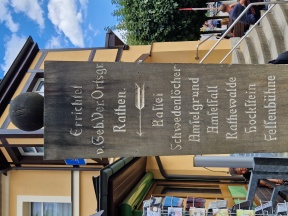 Errichtet
v. Geb. Ver. Ortsgr.
Rathen.
Bastei
Schwedenlöcher
Amselgrund
Amselfall
Rathewalde
Hockstein
Felsenbühne